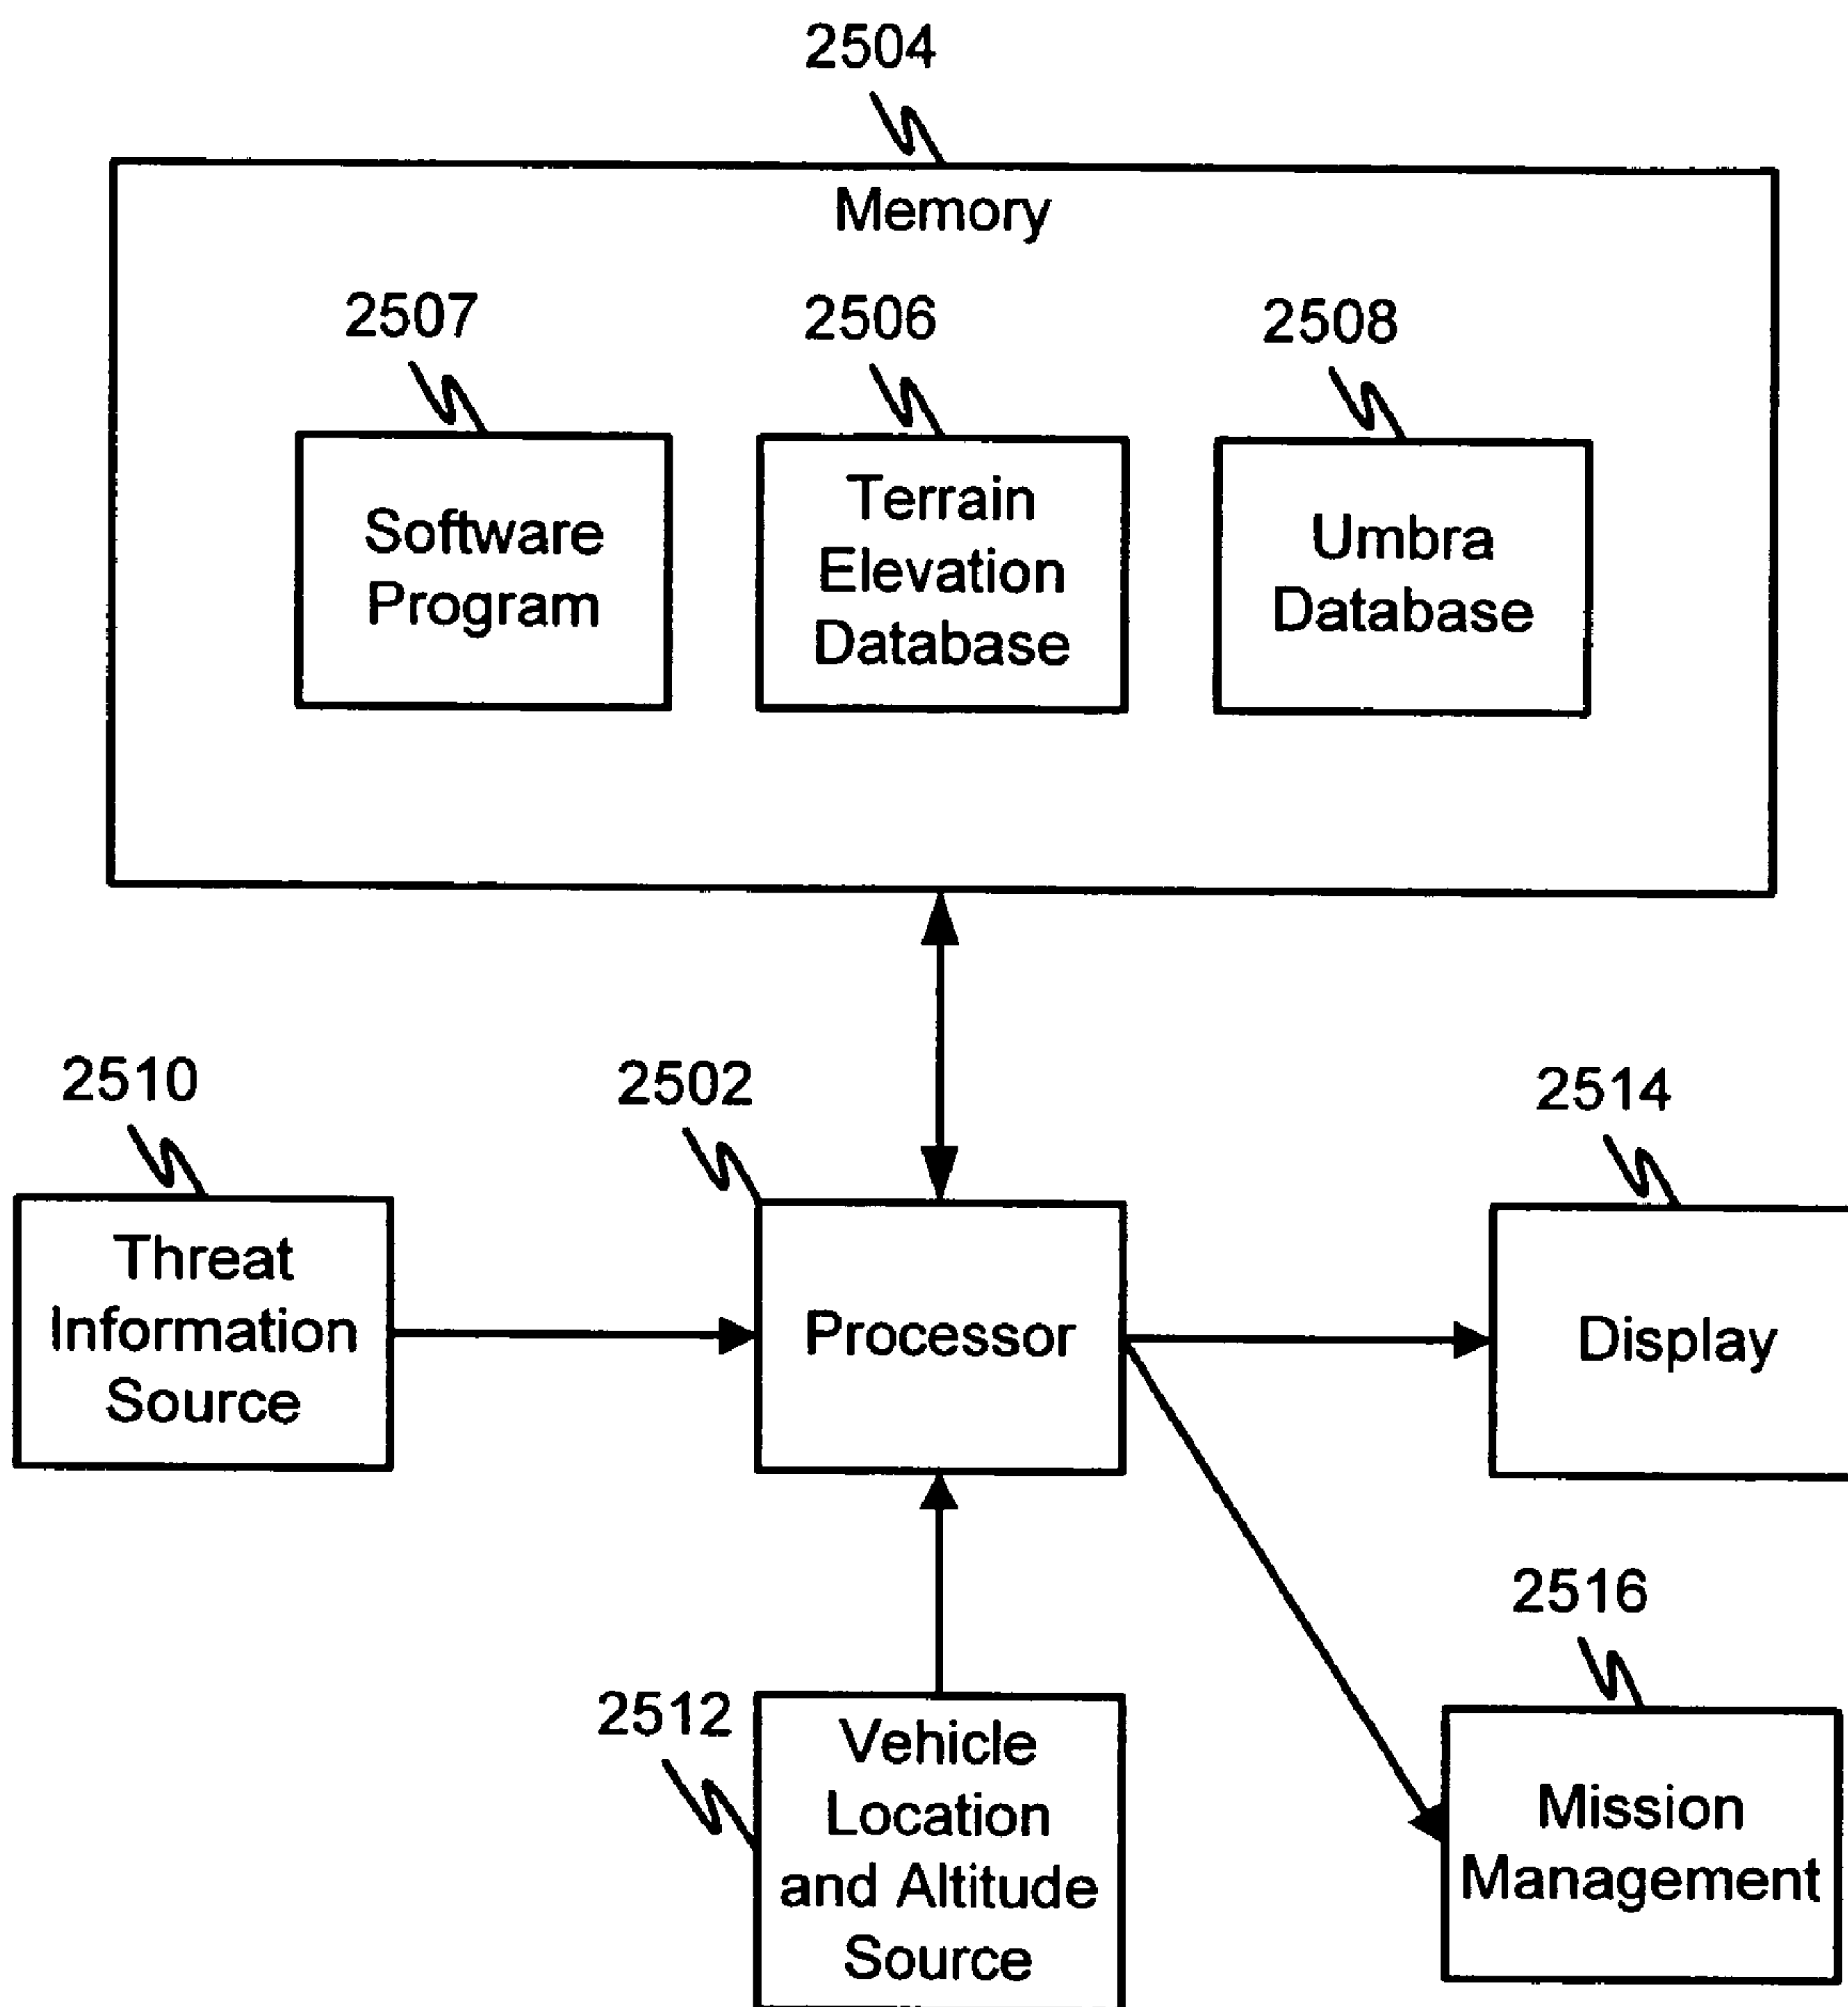 2504
Memory
2507
2506
2508
Software
Program
Terrain
Elevation
Database
Umbra
Database
2510
2502
2514
Threat
Information
Source
Processor
Display
2516
2512
Vehicle
Location
and Altitude
Source
Mission
Management